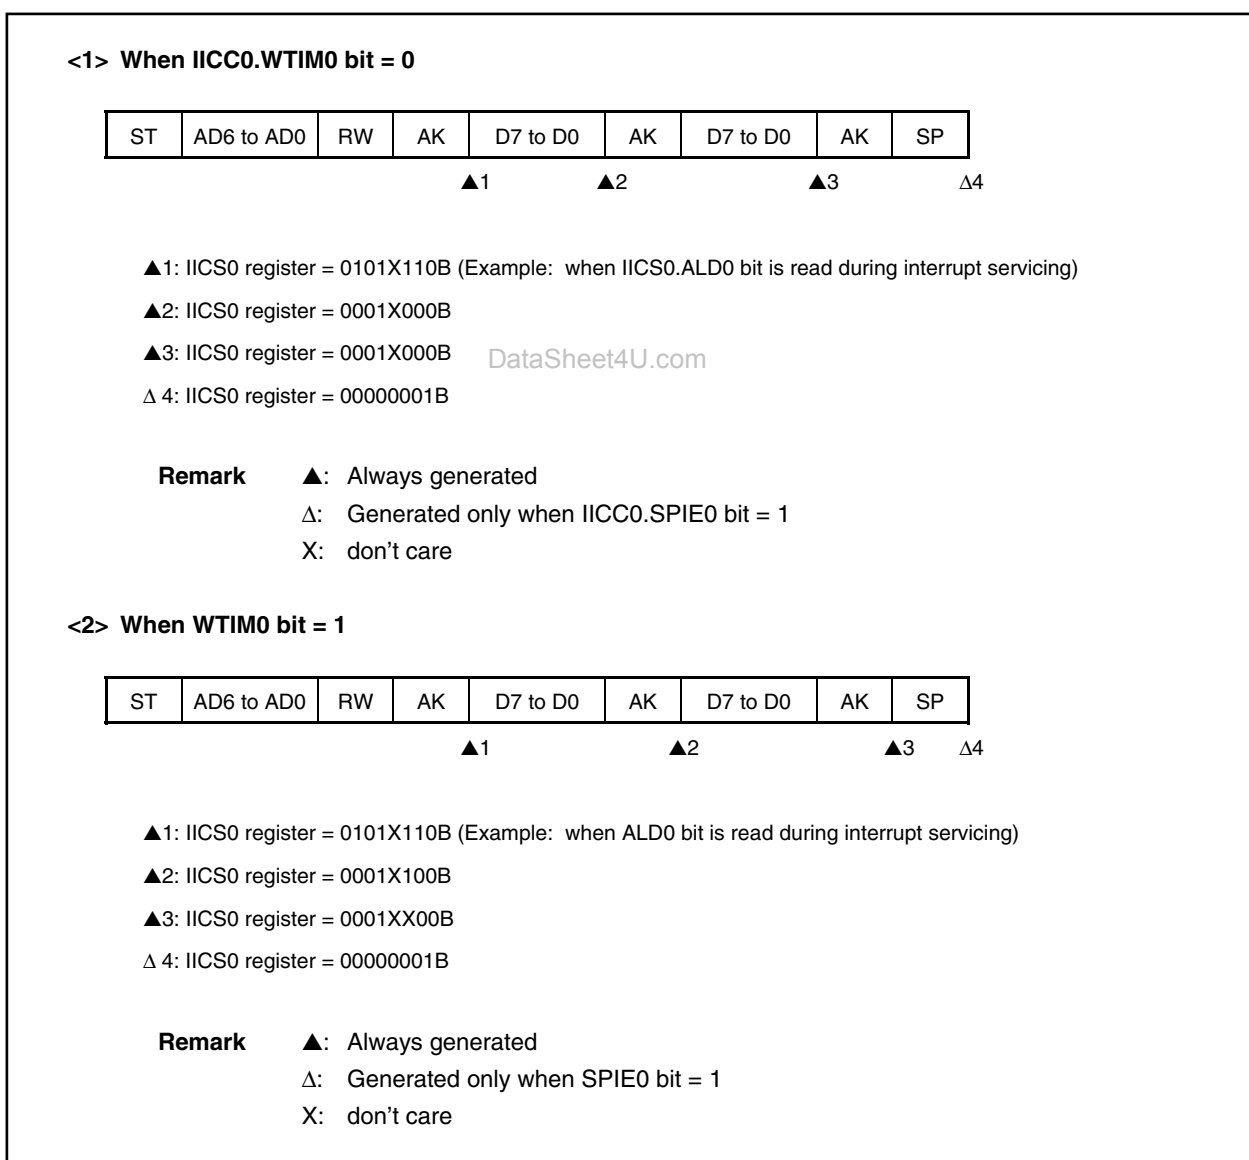 <1> When IICC0.WTIM0 bit = 0
ST AD6 to AD0 RW AK D7 to D0 AK D7 to D0 AK SP
▲1 ▲2 ▲3 Δ4
▲1: IICS0 register = 0101X110B (Example: when IICS0.ALD0 bit is read during interrupt servicing)
▲2: IICS0 register = 0001X000B
▲3: IICS0 register = 0001X000B
DataSheet4U.com
Δ 4: IICS0 register = 00000001B
Remark ▲: Always generated
Δ: Generated only when IICC0.SPIE0 bit = 1
X: don't care
<2> When WTIM0 bit = 1
ST AD6 to AD0 RW AK D7 to D0 AK D7 to D0 AK SP
▲1 ▲2 ▲3 Δ4
▲1: IICS0 register = 0101X110B (Example: when ALD0 bit is read during interrupt servicing)
▲2: IICS0 register = 0001X100B
▲3: IICS0 register = 0001XX00B
Δ 4: IICS0 register = 00000001B
Remark ▲: Always generated
Δ: Generated only when SPIE0 bit = 1
X: don't care